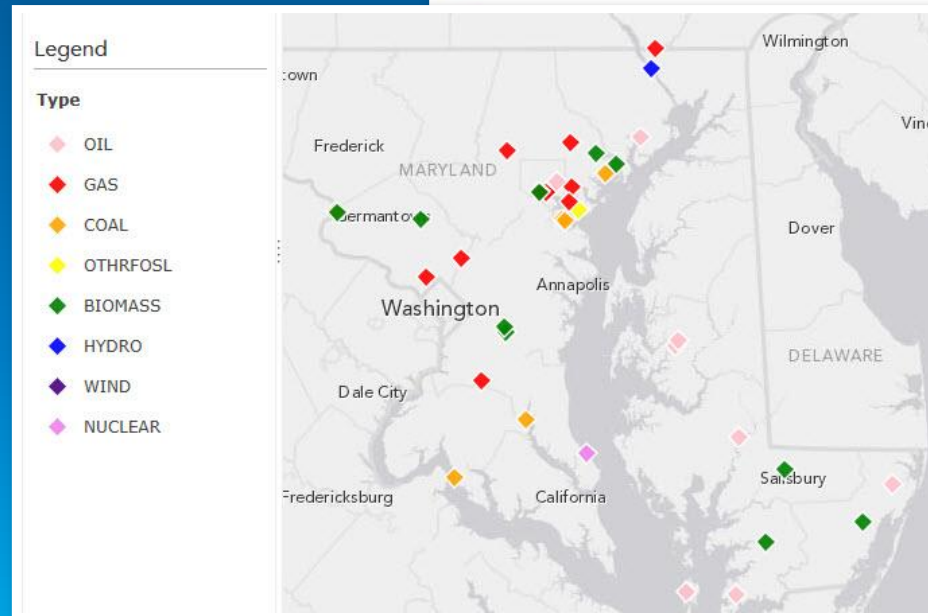 Legend
Type
OIL
GAS
COAL
OTHRFOSL
BIOMASS
HYDRO
WIND
NUCLEAR
Wilmington
town
Vin
Frederick
MARYLAND
Germantow
Dover
Annapolis
Washington
DELAWARE
Dale City
Salisbury
Fredericksburg
California